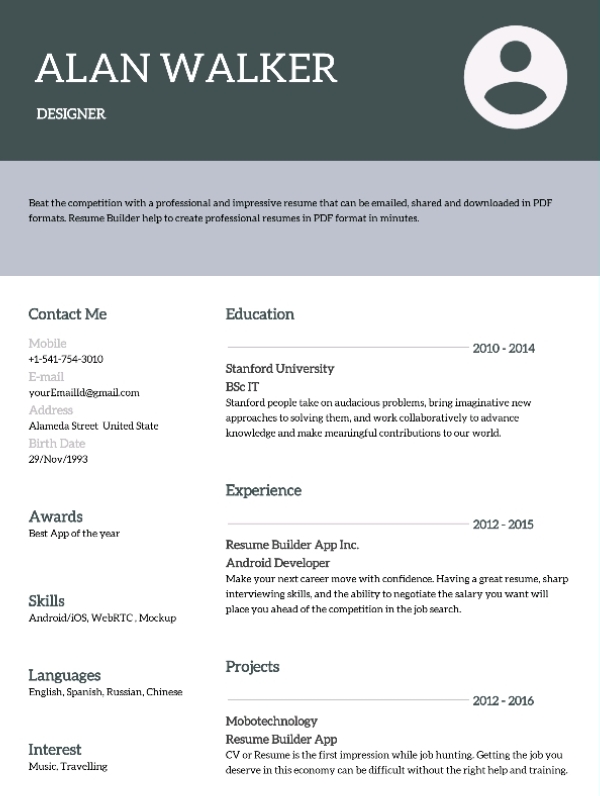 ALAN WALKER
DESIGNER
Beat the competition with a professional and impressive resume that can be emailed, shared and downloaded in PDF
formats. Resume Builder help to create professional resumes in PDF format in minutes.
Contact Me
Mobile
+1-541-754-3010
E-mail
yourEmailId@gmail.com
Address
Alameda Street United State
Birth Date
29/Nov/1993
Awards
Best App of the year
Skills
Android/iOS, WebRTC , Mockup
Languages
English, Spanish, Russian, Chinese
Interest
Music, Travelling
Education
2010 - 2014
Stanford University
BSc IT
Stanford people take on audacious problems, bring imaginative new
approaches to solving them, and work collaboratively to advance
knowledge and make meaningful contributions to our world.
Experience
2012 - 2015
Resume Builder App Inc.
Android Developer
Make your next career move with confidence. Having a great resume, sharp
interviewing skills, and the ability to negotiate the salary you want will
place you ahead of the competition in the job search.
Projects
2012 - 2016
Mobotechnology
Resume Builder App
CV or Resume is the first impression while job hunting. Getting the job you
deserve in this economy can be difficult without the right help and training.